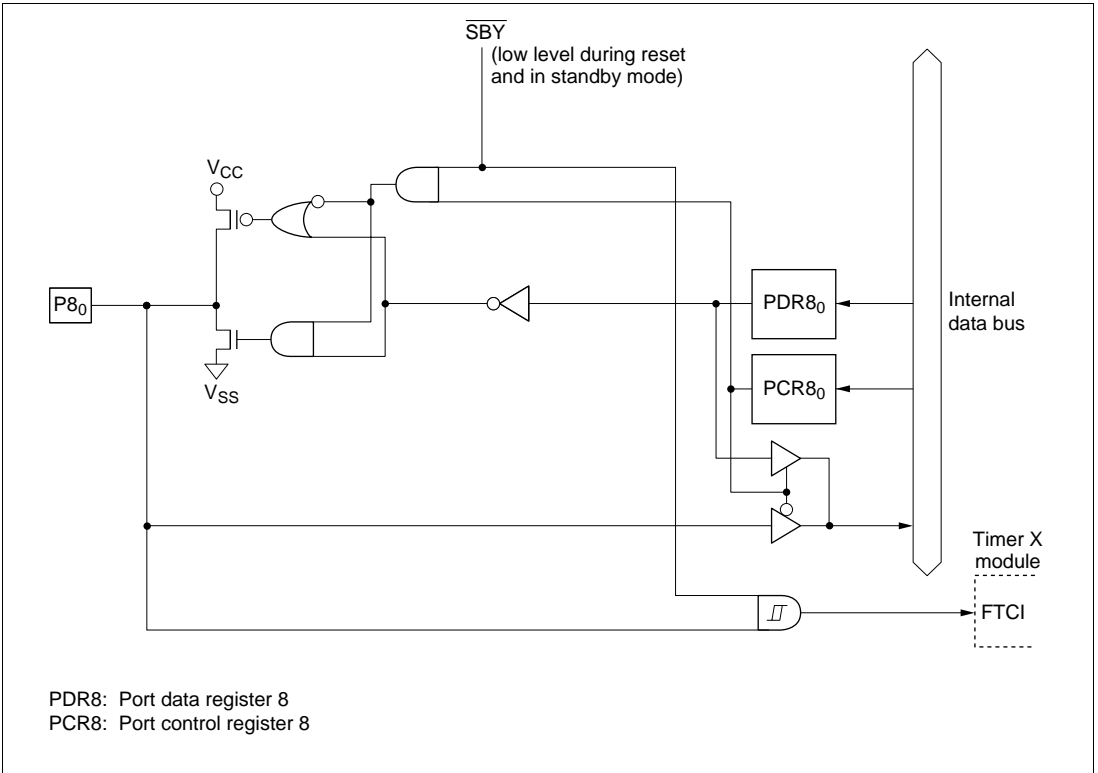 SBY
(low level during reset
and in standby mode)
VCC
P80
VSS
PDR80
PCR80
Internal
data bus
Timer X
module
FTCI
PDR8: Port data register 8
PCR8: Port control register 8